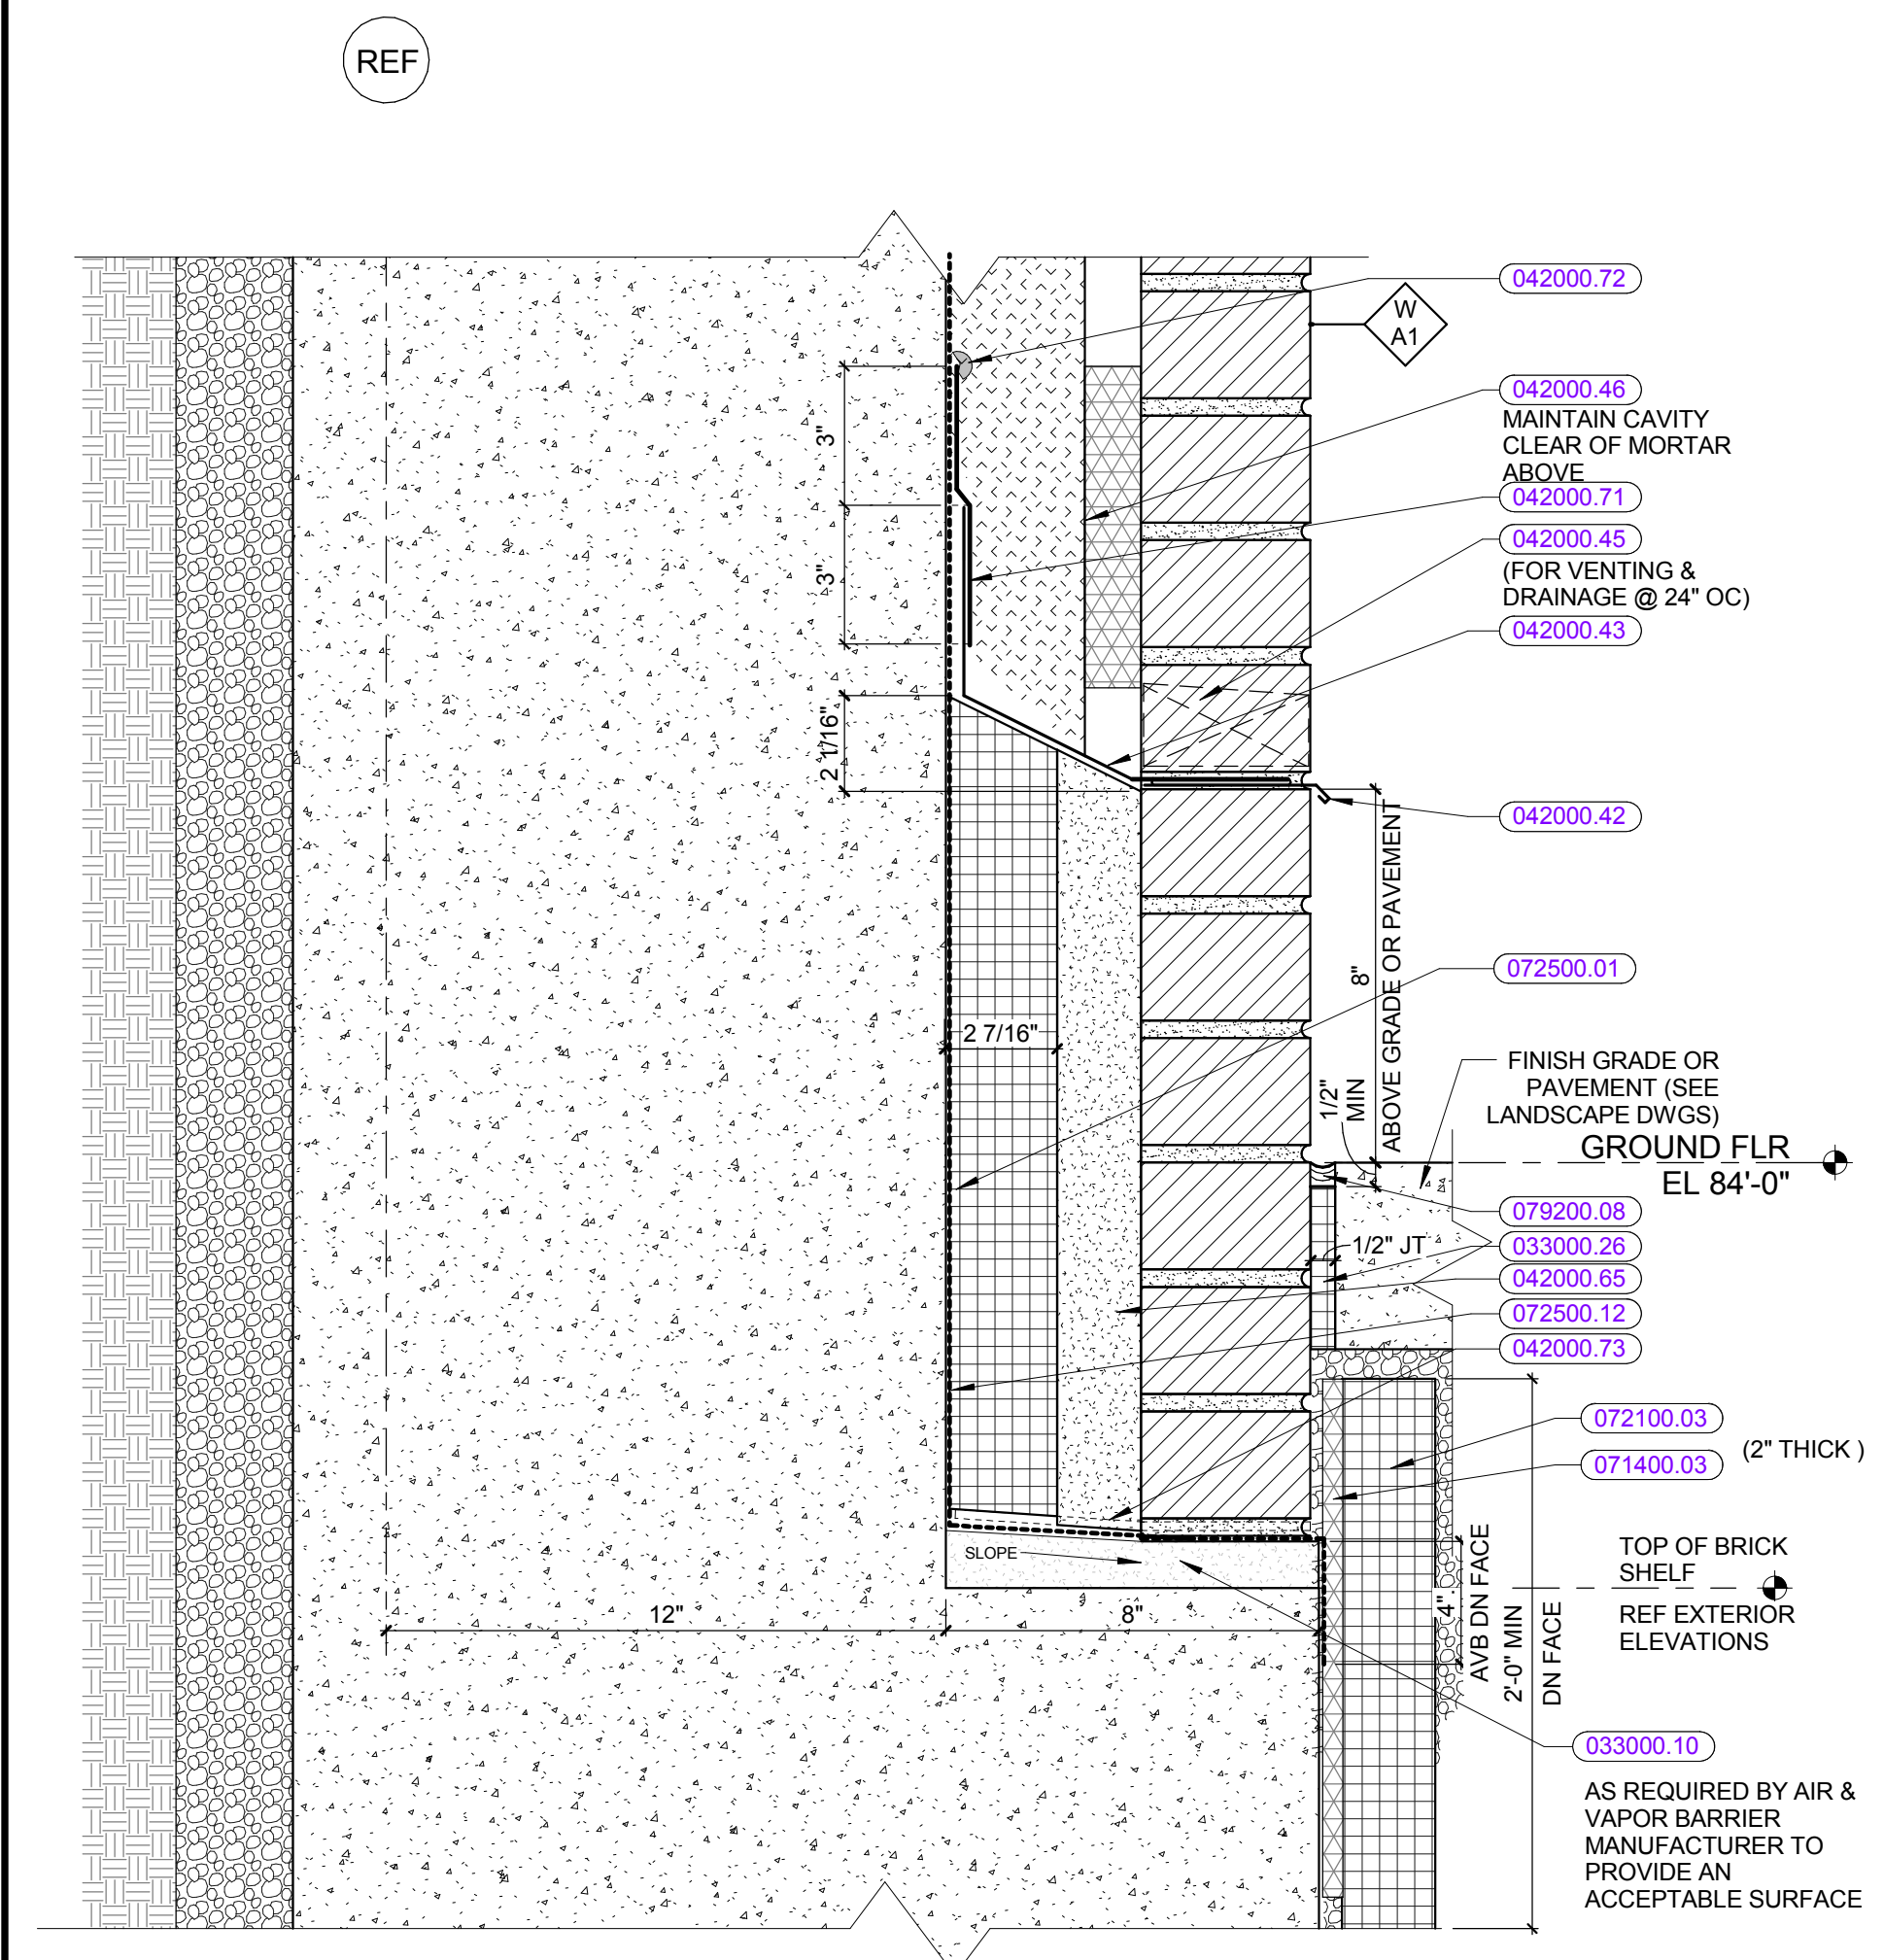 REF
042000.72
W
A1
042000.46
MAINTAIN CAVITY
CLEAR OF MORTAR
ABOVE
3"
042000.71
042000.45
(FOR VENTING &
DRAINAGE @ 24" OC)
3"
042000.43
2 1/16"
042000.42
8"
ABOVE GRADE OR PAVEMENT
072500.01
2 7/16"
1/2"
MIN
FINISH GRADE OR
PAVEMENT (SEE
LANDSCAPE DWGS)
GROUND FLR
EL 84'-0"
079200.08
1/2" JT
033000.26
042000.65
072500.12
042000.73
072100.03
(2" THICK )
071400.03
SLOPE
TOP OF BRICK
SHELF
REF EXTERIOR
ELEVATIONS
12"
8"
4"
AVB DN FACE
2'-0" MIN
DN FACE
033000.10
AS REQUIRED BY AIR &
VAPOR BARRIER
MANUFACTURER TO
PROVIDE AN
ACCEPTABLE SURFACE